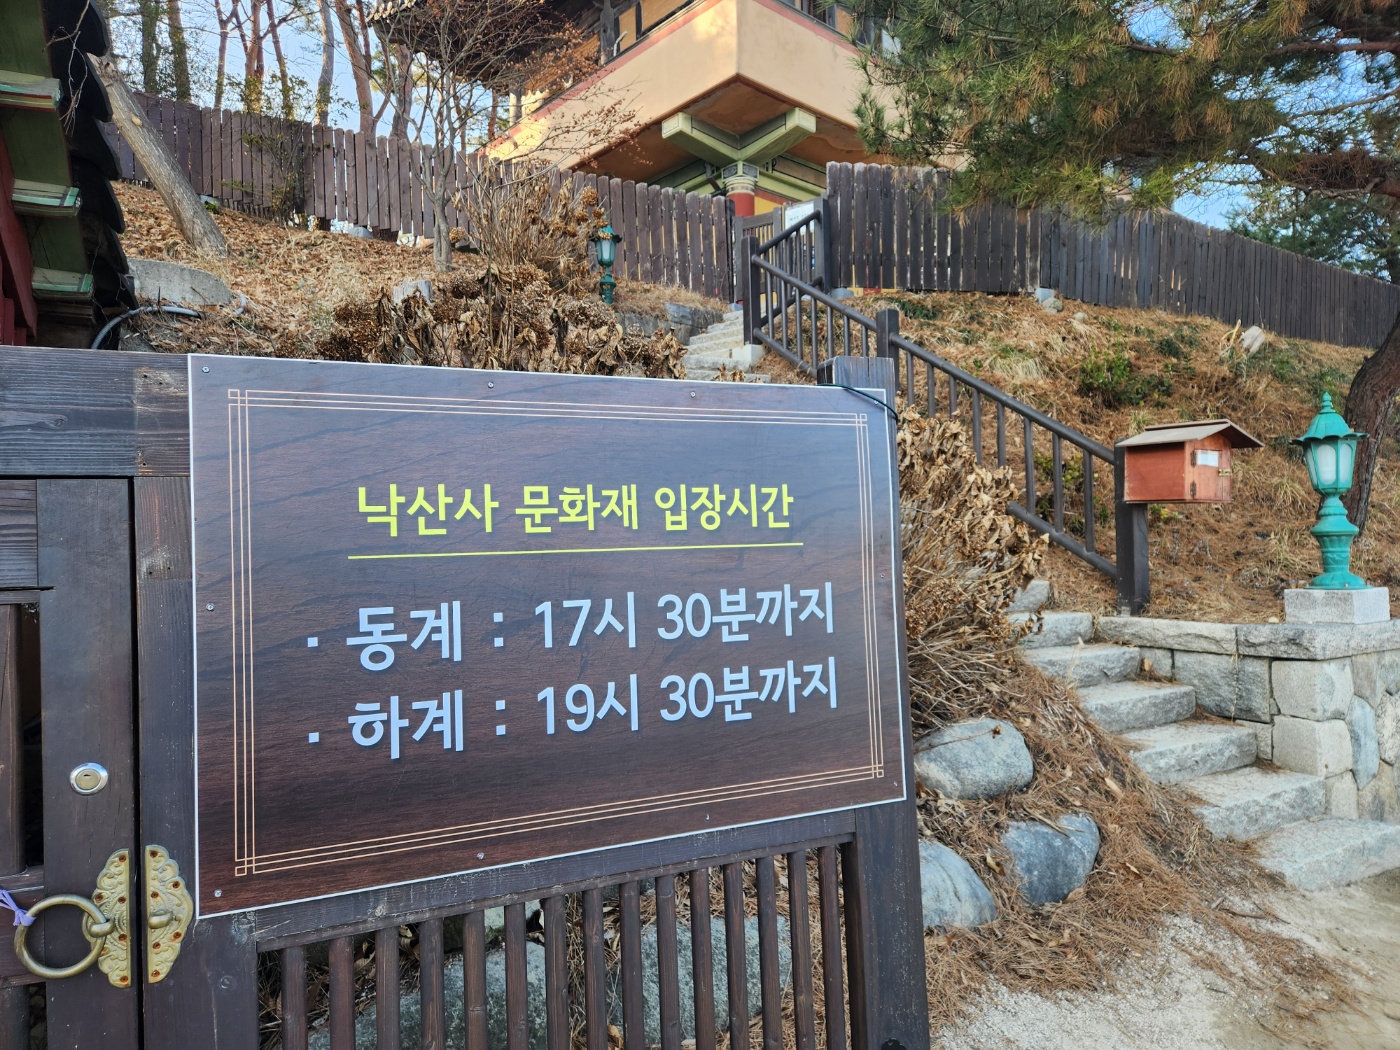 낙산사 문화재 입장시간
· 동계 : 17시 30분까지
· 하계 : 19시 30분까지